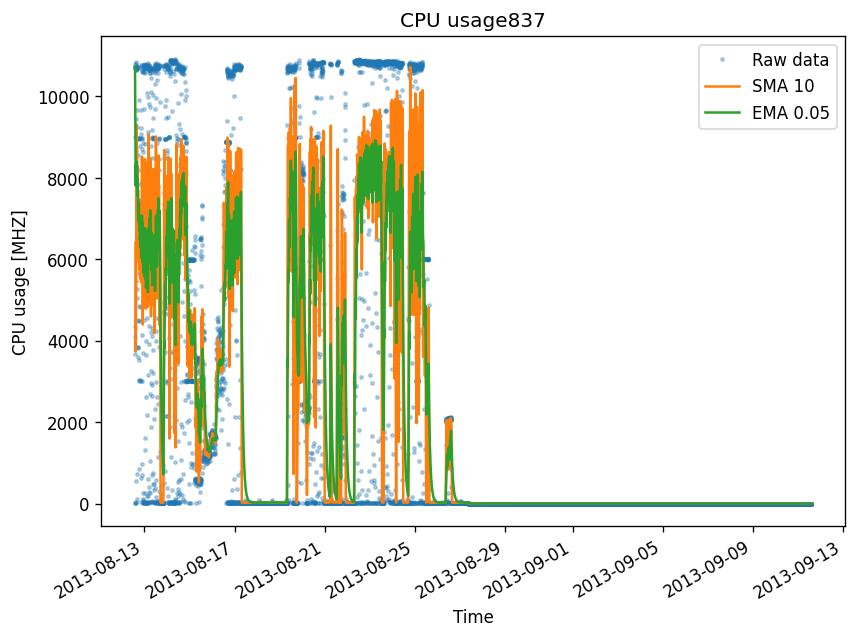 CPU usage837
Raw data
SMA 10
EMA 0.05
10000
8000
6000
4000
2000
0
CPU usage [MHZ]
2013-08-13
2013-08-17
2013-08-21
2013-08-25
2013-08-29
2013-09-01
2013-09-05
2013-09-09
2013-09-13
Time